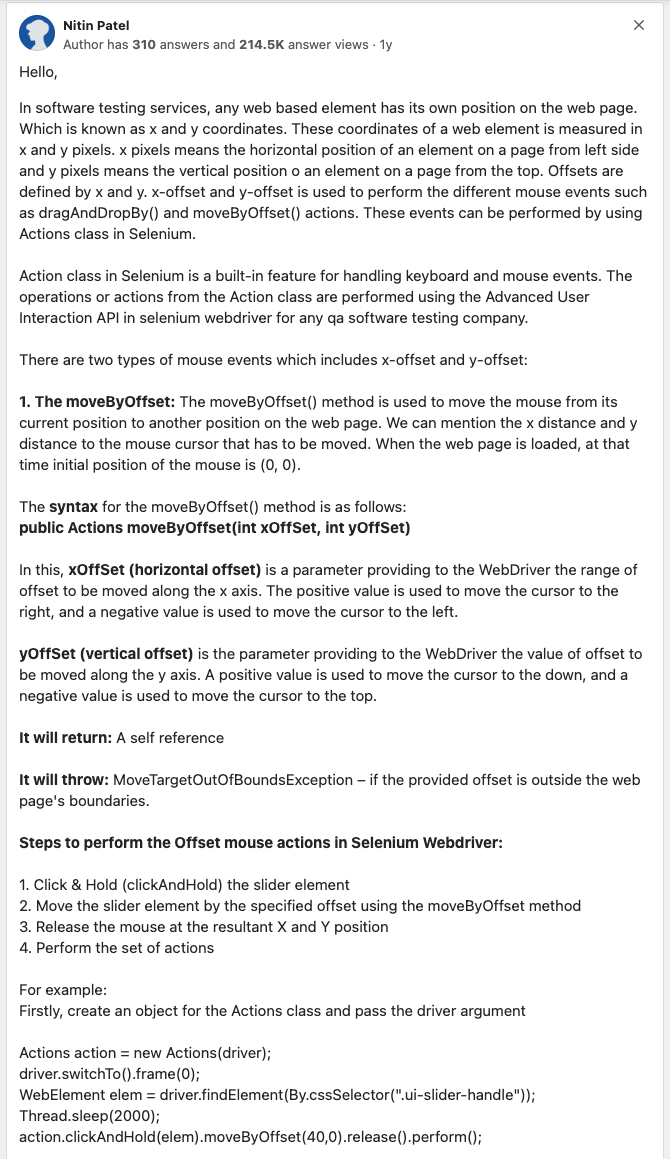 Nitin Patel
Author has 310 answers and 214.5K answer views · 1y
Hello,
In software testing services, any web based element has its own position on the web page.
Which is known as x and y coordinates. These coordinates of a web element is measured in
x and y pixels. x pixels means the horizontal position of an element on a page from left side
and y pixels means the vertical position o an element on a page from the top. Offsets are
defined by x and y. x-offset and y-offset is used to perform the different mouse events such
as dragAndDropBy() and moveByOffset() actions. These events can be performed by using
Actions class in Selenium.
Action class in Selenium is a built-in feature for handling keyboard and mouse events. The
operations or actions from the Action class are performed using the Advanced User
Interaction API in selenium webdriver for any qa software testing company.
There are two types of mouse events which includes x-offset and y-offset:
1. The moveByOffset: The moveByOffset() method is used to move the mouse from its
current position to another position on the web page. We can mention the x distance and y
distance to the mouse cursor that has to be moved. When the web page is loaded, at that
time initial position of the mouse is (0, 0).
The syntax for the moveByOffset() method is as follows:
public Actions moveByOffset(int xOffSet, int yOffSet)
In this, xOffSet (horizontal offset) is a parameter providing to the WebDriver the range of
offset to be moved along the x axis. The positive value is used to move the cursor to the
right, and a negative value is used to move the cursor to the left.
yOffSet (vertical offset) is the parameter providing to the WebDriver the value of offset to
be moved along the y axis. A positive value is used to move the cursor to the down, and a
negative value is used to move the cursor to the top.
It will return: A self reference
It will throw: MoveTargetOutOfBoundsException – if the provided offset is outside the web
page's boundaries.
Steps to perform the Offset mouse actions in Selenium Webdriver:
1. Click & Hold (clickAndHold) the slider element
2. Move the slider element by the specified offset using the moveByOffset method
3. Release the mouse at the resultant X and Y position
4. Perform the set of actions
For example:
Firstly, create an object for the Actions class and pass the driver argument
Actions action = new Actions(driver);
driver.switchTo().frame(0);
WebElement elem = driver.findElement(By.cssSelector(".ui-slider-handle"));
Thread.sleep(2000);
action.clickAndHold(elem).moveByOffset(40,0).release().perform();